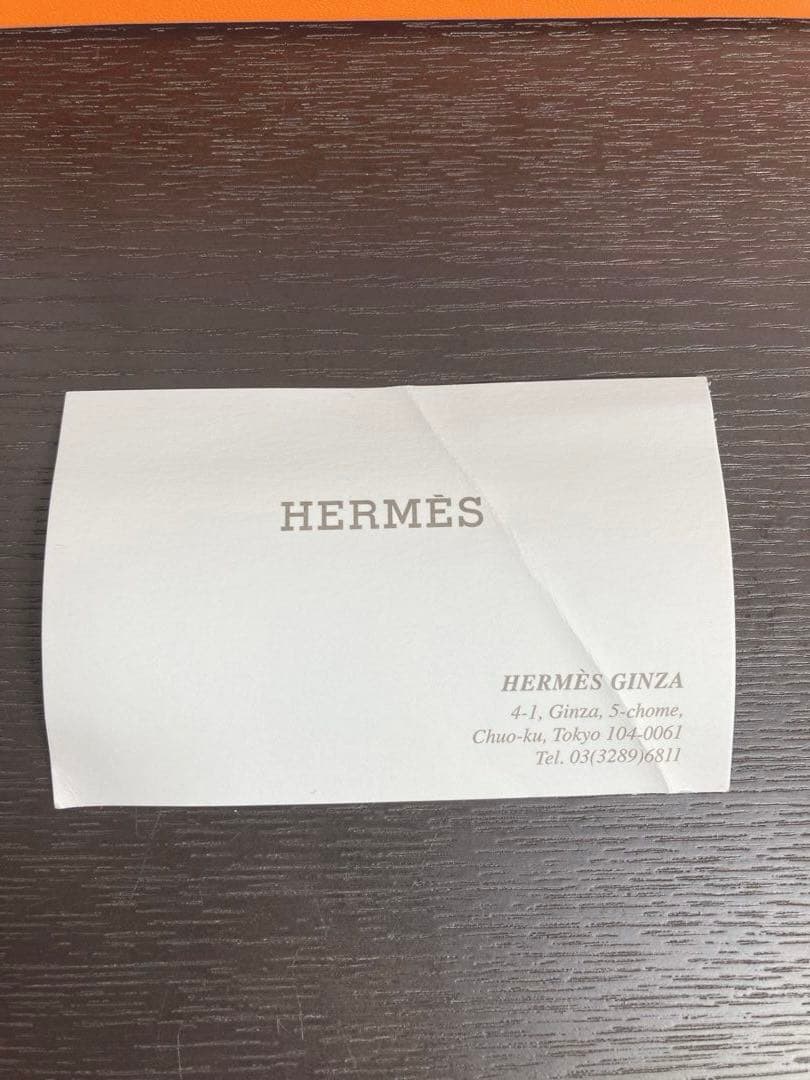 HERMÈS
HERMÈS GINZA
4-1, Ginza, 5-chome,
Chuo-ku, Tokyo 104-0061
Tel. 03(3289)6811